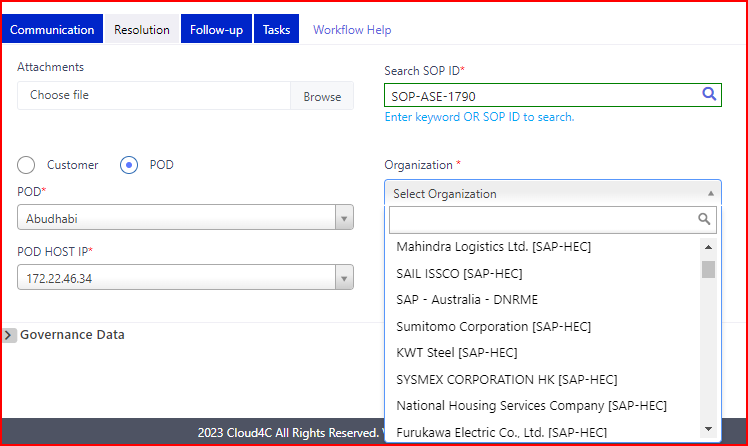 Communication
Resolution
Follow-up
Tasks
Workflow Help
Attachments
Choose file
Browse
Search SOP ID*
SOP-ASE-1790
Enter keyword OR SOP ID to search.
Customer
POD
POD*
Abudhabi
POD HOST IP*
172.22.46.34
Organization *
Select Organization
Mahindra Logistics Ltd. [SAP-HEC]
SAIL ISSCO [SAP-HEC]
SAP - Australia - DNRME
Sumitomo Corporation [SAP-HEC]
KWT Steel [SAP-HEC]
SYSMEX CORPORATION HK [SAP-HEC]
National Housing Services Company [SAP-HEC]
Furukawa Electric Co., Ltd. [SAP-HEC]
Governance Data
2023 Cloud4C All Rights Reserved.